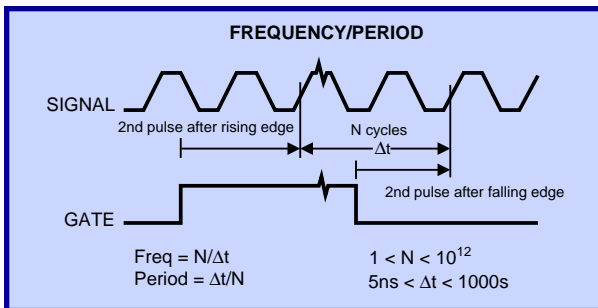 FREQUENCY/PERIOD
SIGNAL
2nd pulse after rising edge
N cycles
Δt
2nd pulse after falling edge
GATE
Freq = N/Δt
Period = Δt/N
1 < N < 10¹²
5ns < Δt < 1000s